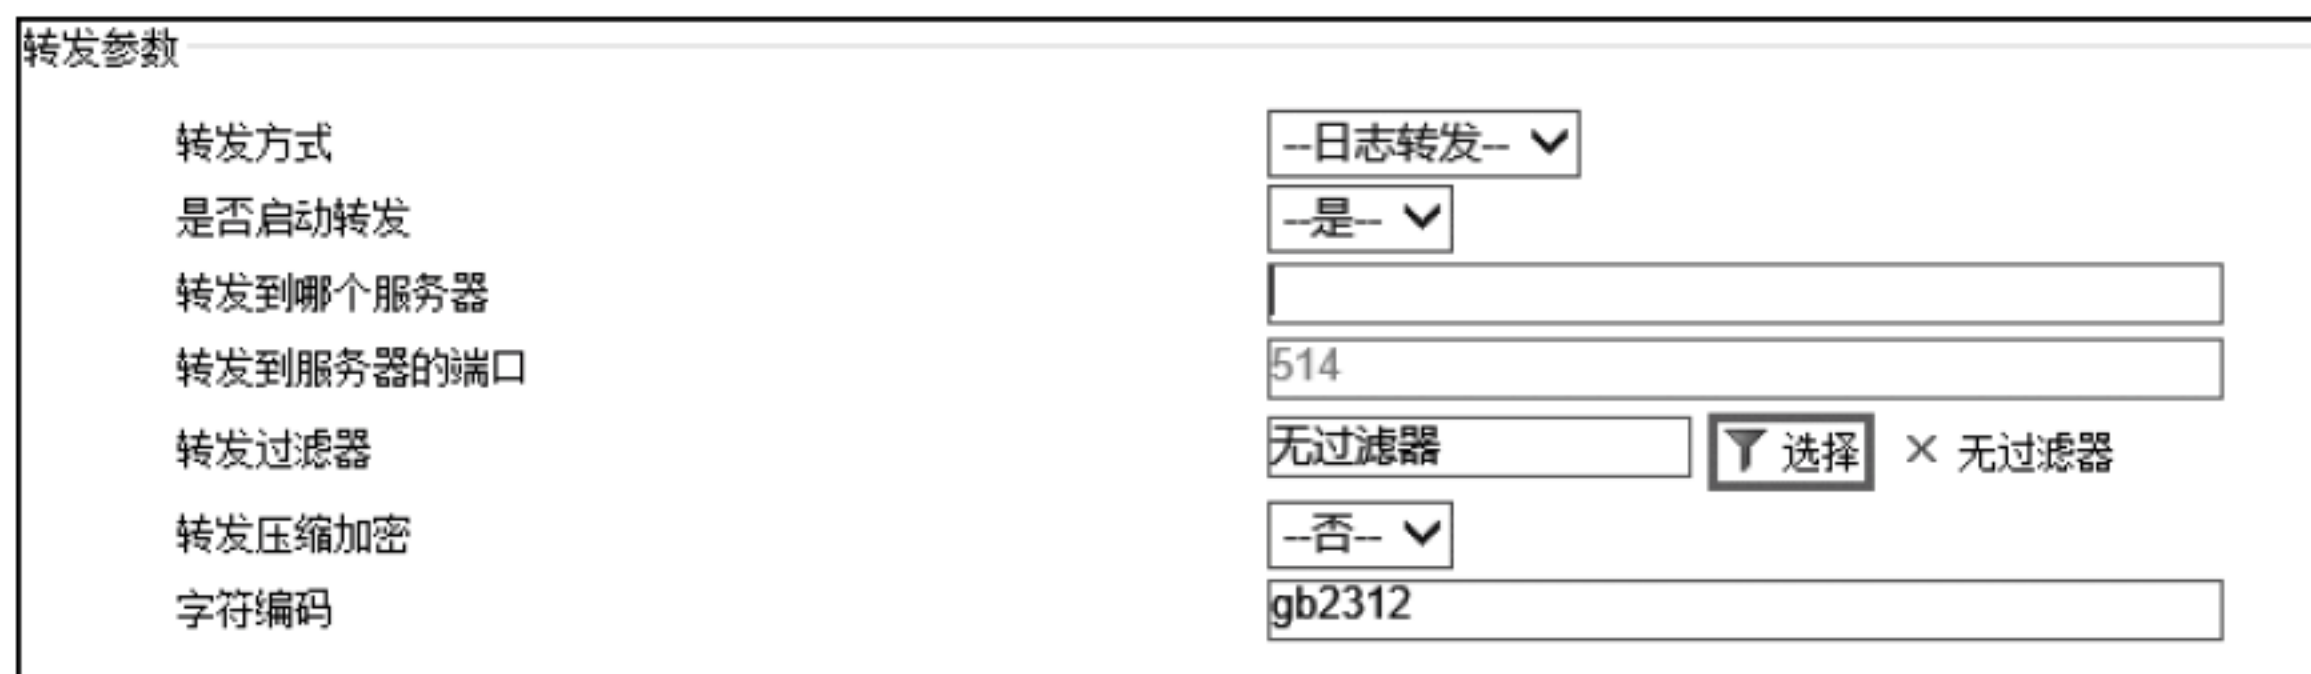 转发参数
转发方式 --日志转发--
是否启动转发 --是--
转发到哪个服务器
转发到服务器的端口 514
转发过滤器 无过滤器 选择 × 无过滤器
转发压缩加密 --否--
字符编码 gb2312